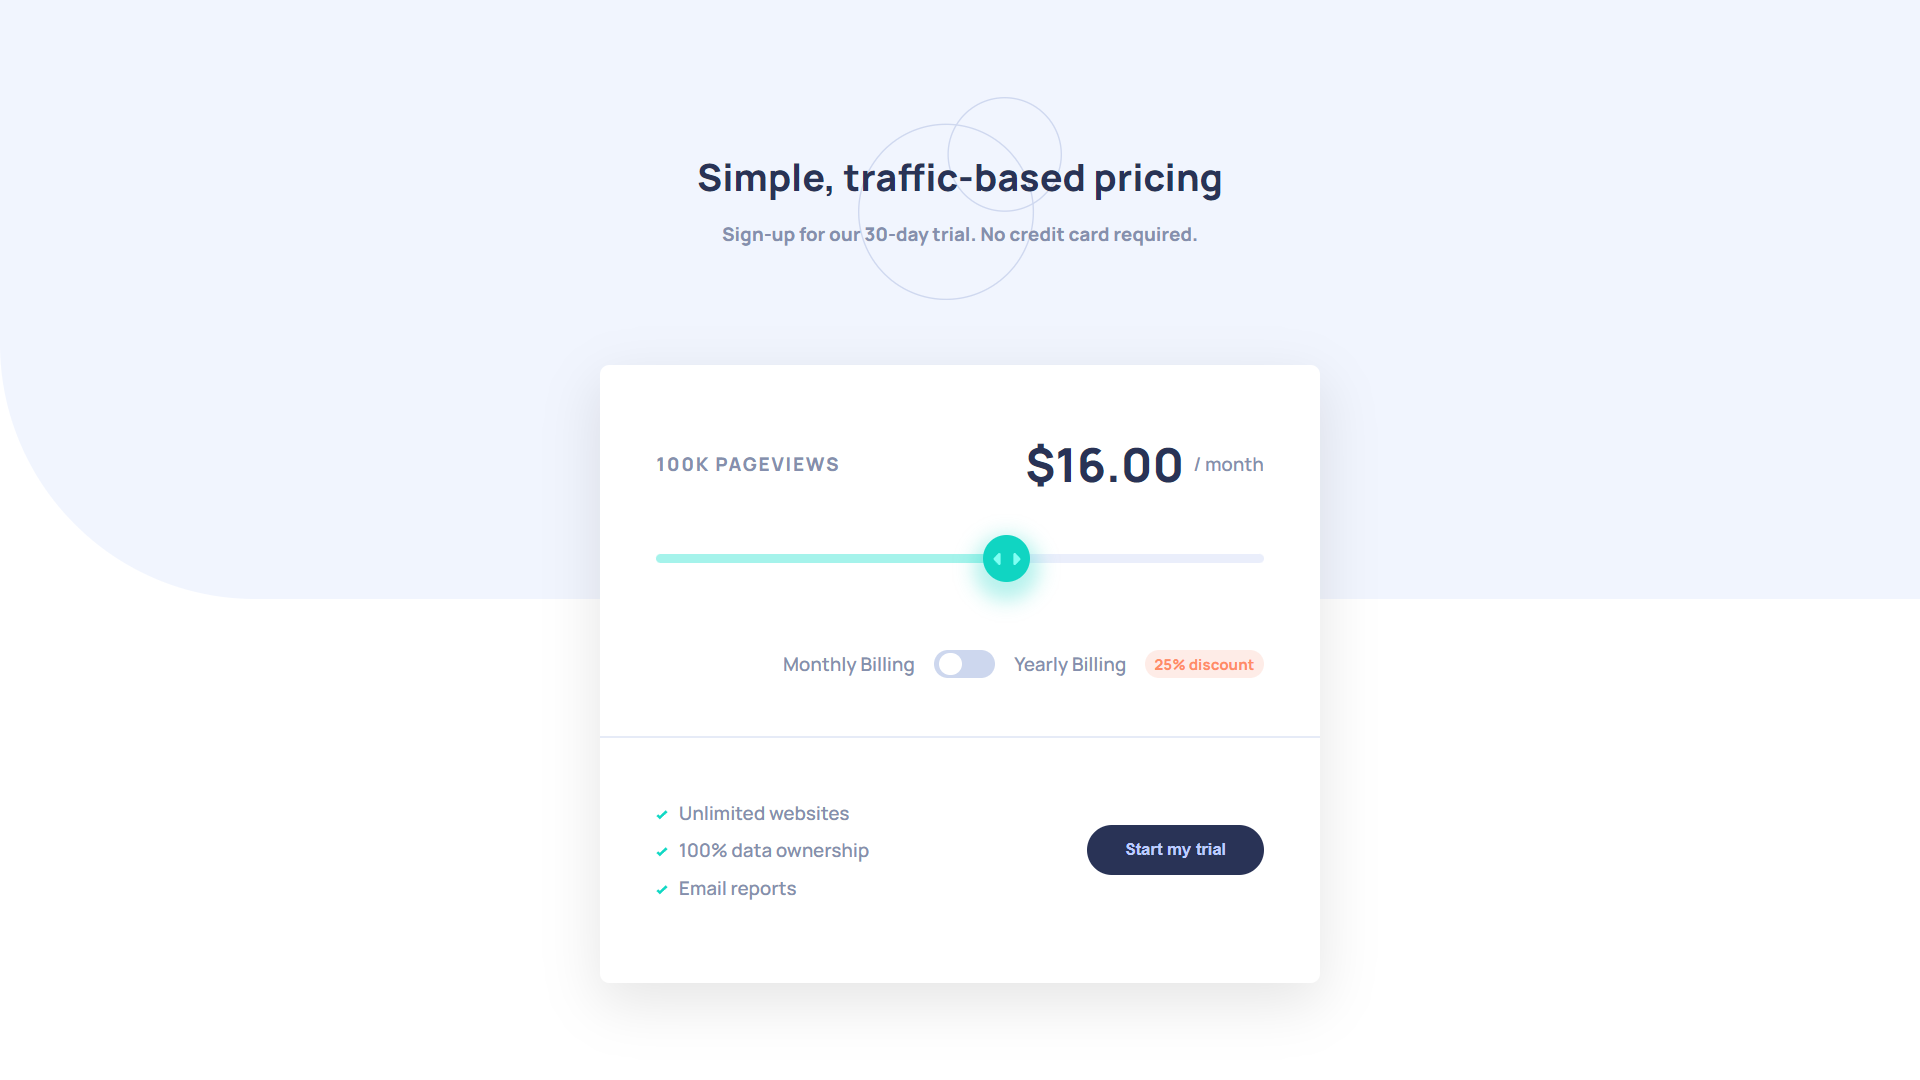 Simple, traffic-based pricing
Sign-up for our 30-day trial. No credit card required.
100K PAGEVIEWS
$16.00 / month
Monthly Billing
Yearly Billing
25% discount
Unlimited websites
100% data ownership
Email reports
Start my trial